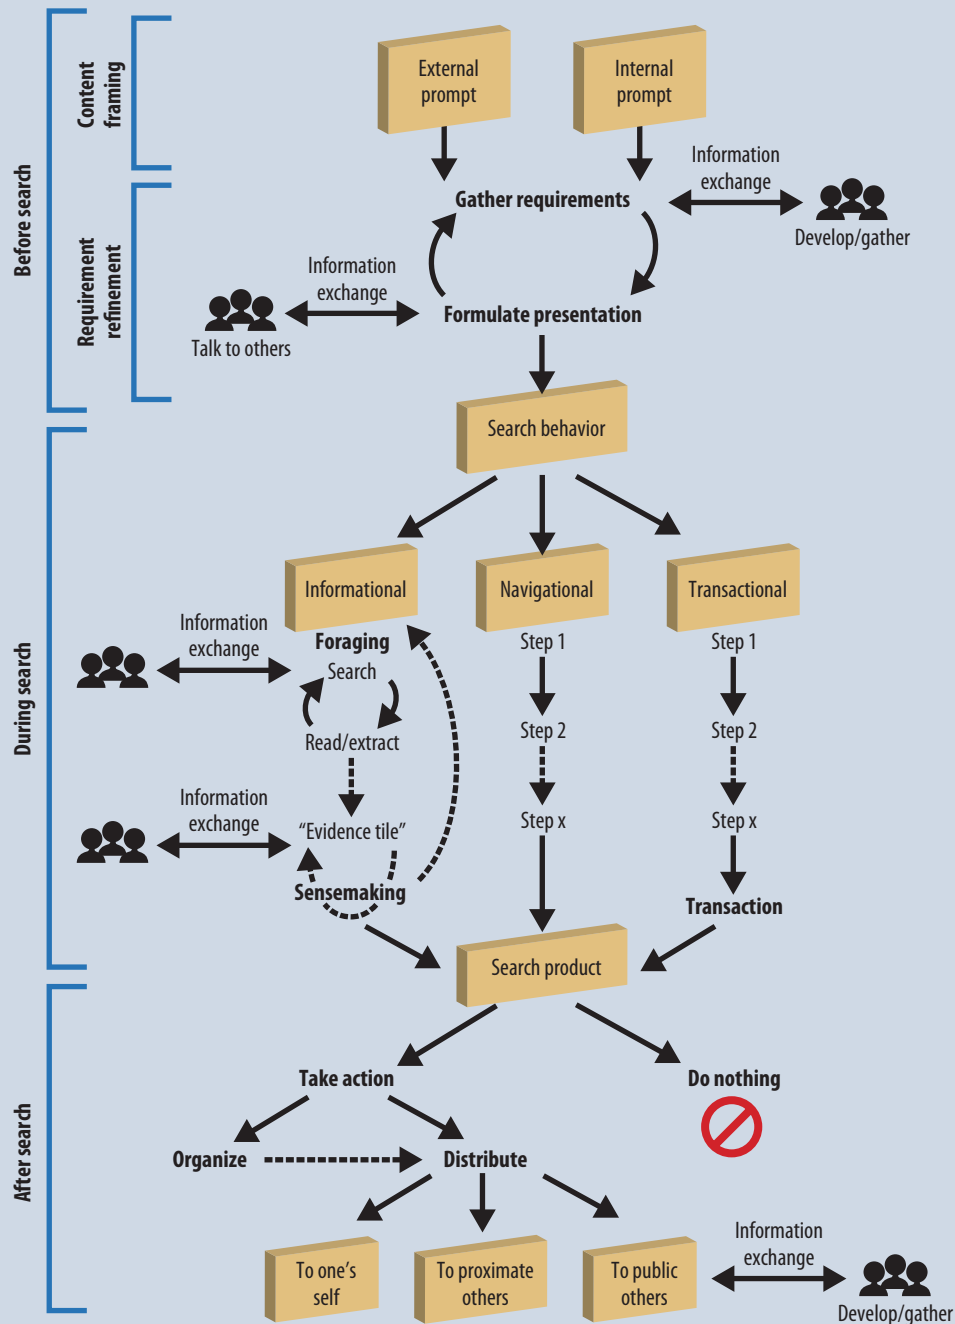 Before search
Content
framing
External
prompt
Internal
prompt
Requirement
refinement
Gather requirements
Information
exchange
Develop/gather
Information
exchange
Talk to others
Formulate presentation
During search
Search behavior
Informational
Navigational
Transactional
Foraging
Search
Read/extract
Information
exchange
"Evidence tile"
Information
exchange
Sensemaking
Step 1
Step 2
Step x
Step 1
Step 2
Step x
Transaction
Search product
After search
Take action
Do nothing
Organize
Distribute
To one's
self
To proximate
others
To public
others
Information
exchange
Develop/gather